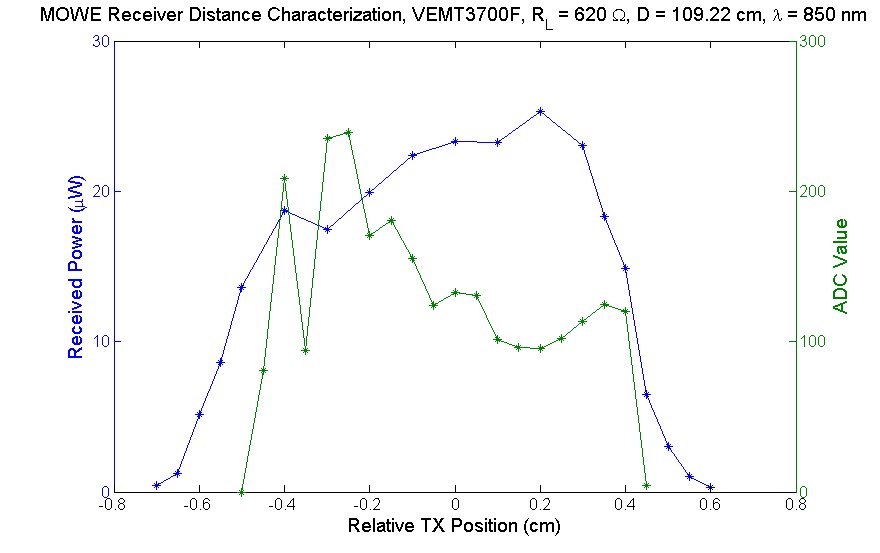 MOWE Receiver Distance Characterization, VEMT3700F, R_L = 620 Ω, D = 109.22 cm, λ = 850 nm
30
20
10
0
Received Power (μW)
300
200
100
0
ADC Value
-0.8 -0.6 -0.4 -0.2 0 0.2 0.4 0.6 0.8
Relative TX Position (cm)